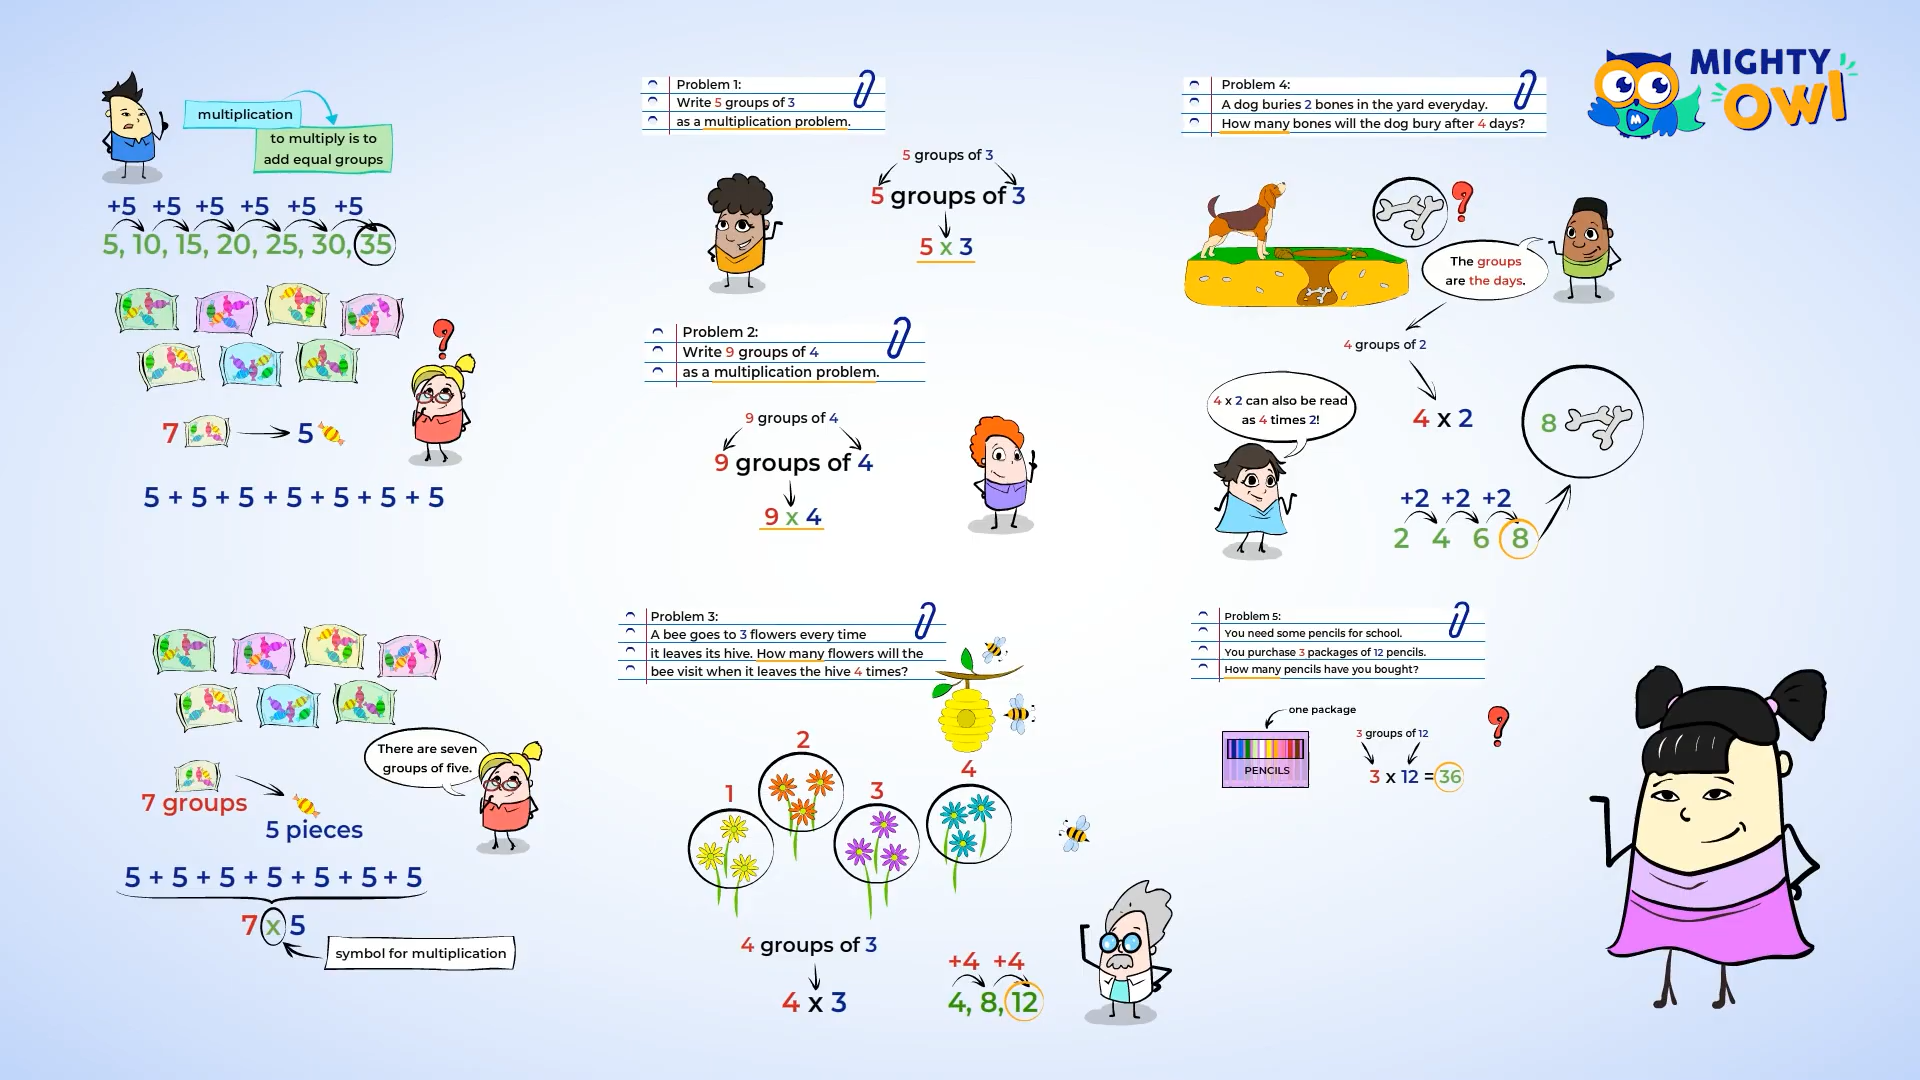 multiplication
to multiply is to
add equal groups
+5 +5 +5 +5 +5 +5
5, 10, 15, 20, 25, 30, 35
?
7 5
5 + 5 + 5 + 5 + 5 + 5 + 5
There are seven
groups of five.
7 groups
5 pieces
5 + 5 + 5 + 5 + 5 + 5 + 5
7 x 5
symbol for multiplication
Problem 1:
Write 5 groups of 3
as a multiplication problem.
5 groups of 3
5 groups of 3
5 x 3
Problem 2:
Write 9 groups of 4
as a multiplication problem.
9 groups of 4
9 groups of 4
9 x 4
Problem 3:
A bee goes to 3 flowers every time
it leaves its hive. How many flowers will the
bee visit when it leaves the hive 4 times?
1
2
3
4
4 groups of 3
4 x 3
+4 +4
4, 8, 12
Problem 4:
A dog buries 2 bones in the yard everyday.
How many bones will the dog bury after 4 days?
?
The groups
are the days.
4 groups of 2
4 x 2 can also be read
as 4 times 2!
4 x 2
8
+2 +2 +2
2 4 6 8
Problem 5:
You need some pencils for school.
You purchase 3 packages of 12 pencils.
How many pencils have you bought?
one package
PENCILS
3 groups of 12
3 x 12 = 36
?
MIGHTY
OWL
M